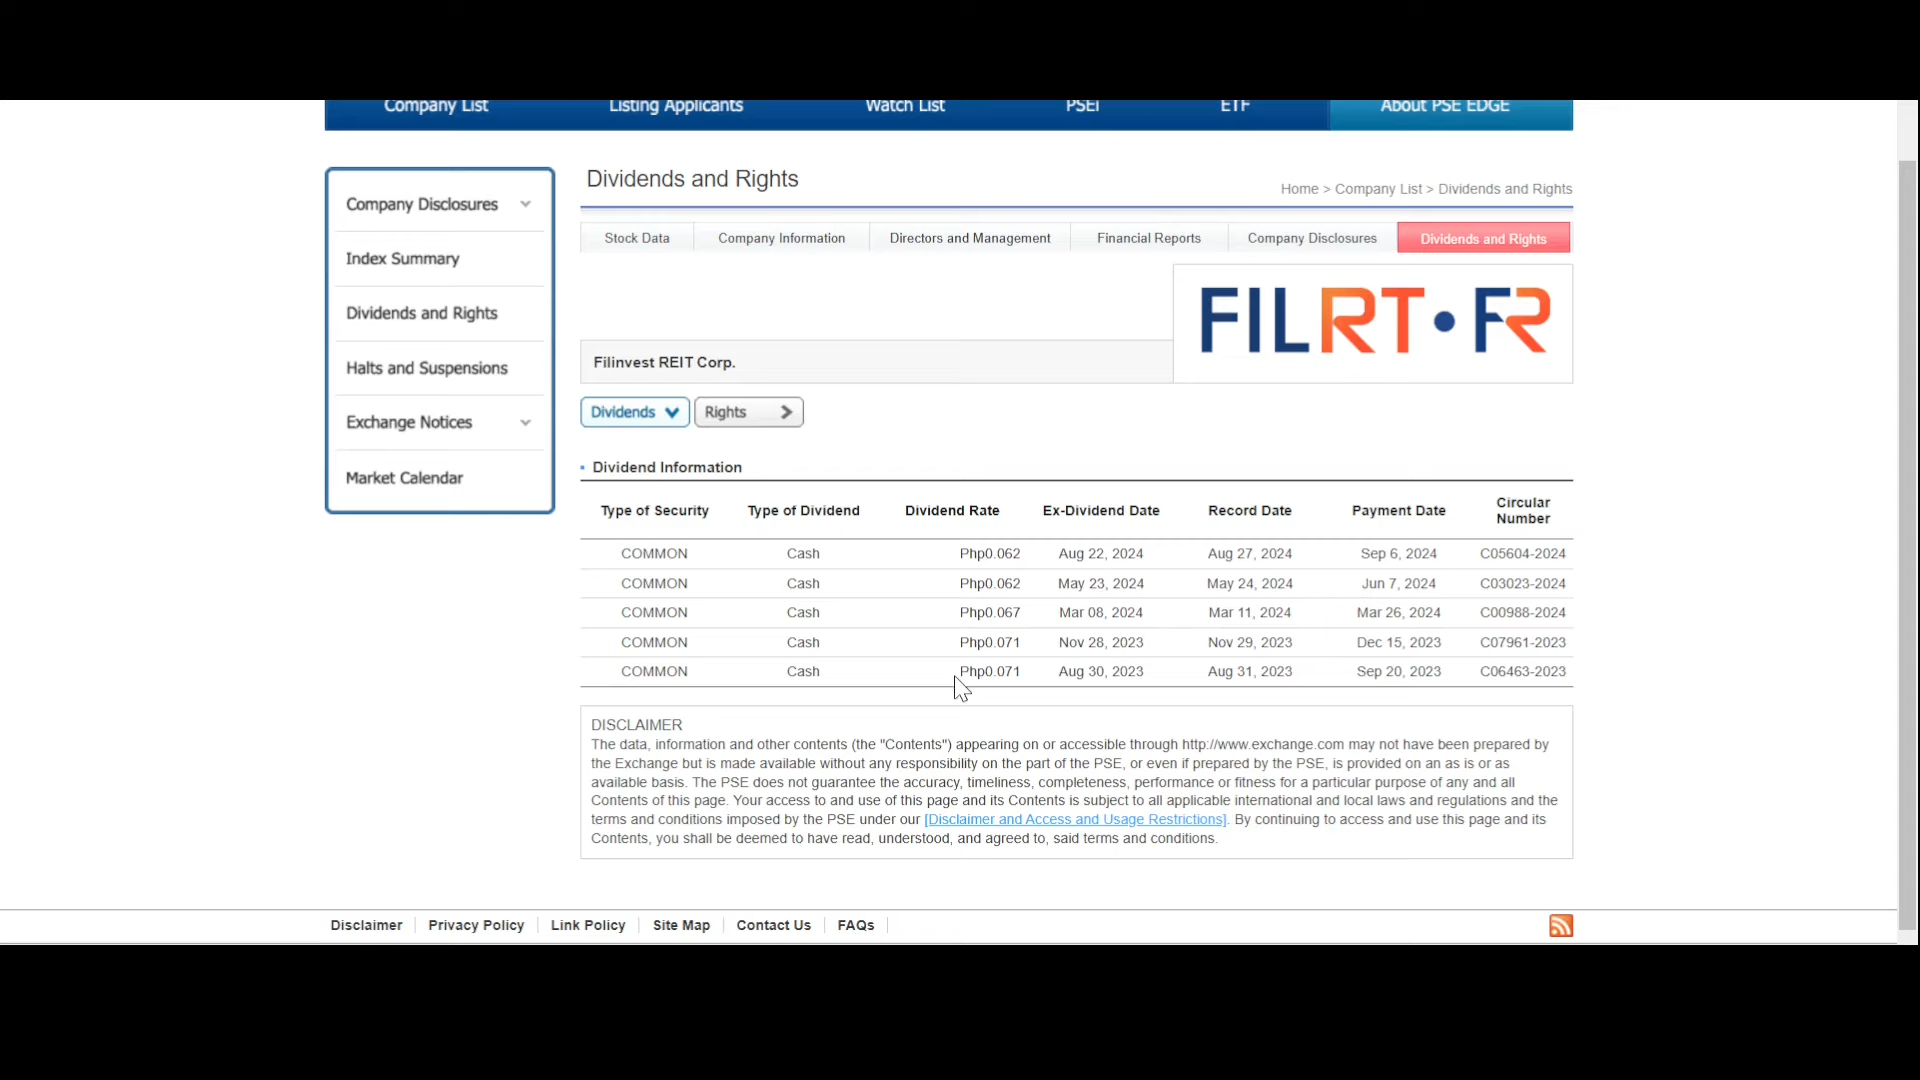 Company List Listing Applicants Watch List PSEi ETF About PSE EDGE
Company Disclosures
Index Summary
Dividends and Rights
Halts and Suspensions
Exchange Notices
Market Calendar
Dividends and Rights
Home > Company List > Dividends and Rights
Stock Data Company Information Directors and Management Financial Reports Company Disclosures Dividends and Rights
FILRT • FR
Filinvest REIT Corp.
Dividends Rights
Dividend Information
Type of Security Type of Dividend Dividend Rate Ex-Dividend Date Record Date Payment Date Circular Number
COMMON Cash Php0.062 Aug 22, 2024 Aug 27, 2024 Sep 6, 2024 C05604-2024
COMMON Cash Php0.062 May 23, 2024 May 24, 2024 Jun 7, 2024 C03023-2024
COMMON Cash Php0.067 Mar 08, 2024 Mar 11, 2024 Mar 26, 2024 C00988-2024
COMMON Cash Php0.071 Nov 28, 2023 Nov 29, 2023 Dec 15, 2023 C07961-2023
COMMON Cash Php0.071 Aug 30, 2023 Aug 31, 2023 Sep 20, 2023 C06463-2023
DISCLAIMER
The data, information and other contents (the "Contents") appearing on or accessible through http://www.exchange.com may not have been prepared by
the Exchange but is made available without any responsibility on the part of the PSE, or even if prepared by the PSE, is provided on an as is or as
available basis. The PSE does not guarantee the accuracy, timeliness, completeness, performance or fitness for a particular purpose of any and all
Contents of this page. Your access to and use of this page and its Contents is subject to all applicable international and local laws and regulations and the
terms and conditions imposed by the PSE under our [Disclaimer and Access and Usage Restrictions]. By continuing to access and use this page and its
Contents, you shall be deemed to have read, understood, and agreed to, said terms and conditions.
Disclaimer Privacy Policy Link Policy Site Map Contact Us FAQs